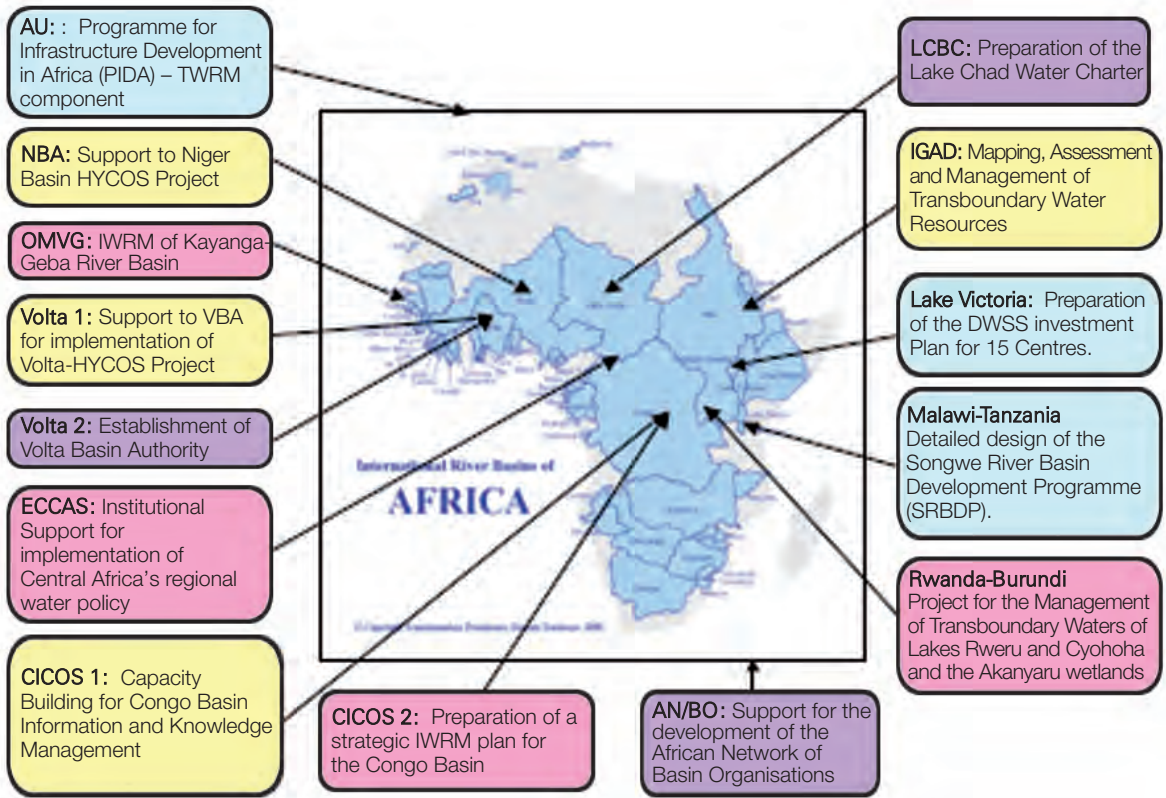 AU: : Programme for
Infrastructure Development
in Africa (PIDA) – TWRM
component
NBA: Support to Niger
Basin HYCOS Project
OMVG: IWRM of Kayanga-
Geba River Basin
Volta 1: Support to VBA
for implementation of
Volta-HYCOS Project
Volta 2: Establishment of
Volta Basin Authority
ECCAS: Institutional
Support for
implementation of
Central Africa's regional
water policy
CICOS 1: Capacity
Building for Congo Basin
Information and Knowledge
Management
CICOS 2: Preparation of a
strategic IWRM plan for
the Congo Basin
AN/BO: Support for the
development of the
African Network of
Basin Organisations
LCBC: Preparation of the
Lake Chad Water Charter
IGAD: Mapping, Assessment
and Management of
Transboundary Water
Resources
Lake Victoria: Preparation
of the DWSS investment
Plan for 15 Centres.
Malawi-Tanzania
Detailed design of the
Songwe River Basin
Development Programme
(SRBDP).
Rwanda-Burundi
Project for the Management
of Transboundary Waters of
Lakes Rweru and Cyohoha
and the Akanyaru wetlands
International River Basins of
AFRICA